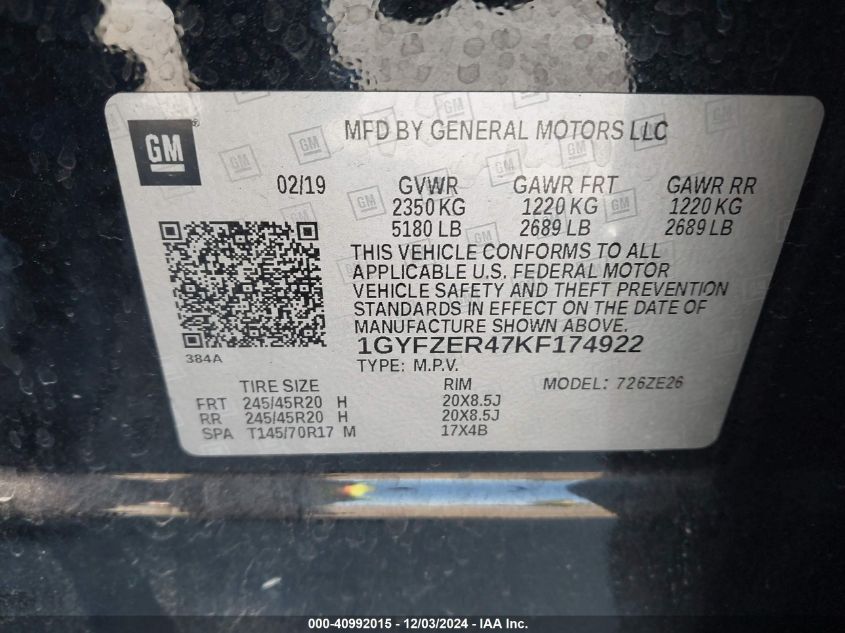 GM
MFD BY GENERAL MOTORS LLC
02/19 GVWR GAWR FRT GAWR RR
2350 KG 1220 KG 1220 KG
5180 LB 2689 LB 2689 LB
THIS VEHICLE CONFORMS TO ALL
APPLICABLE U.S. FEDERAL MOTOR
VEHICLE SAFETY AND THEFT PREVENTION
STANDARDS IN EFFECT ON THE DATE OF
MANUFACTURE SHOWN ABOVE.
384A
1GYFZER47KF174922
TYPE: M.P.V. MODEL: 726ZE26
TIRE SIZE RIM
FRT 245/45R20 H 20X8.5J
RR 245/45R20 H 20X8.5J
SPA T145/70R17 M 17X4B
000-40992015 - 12/03/2024 - IAA Inc.